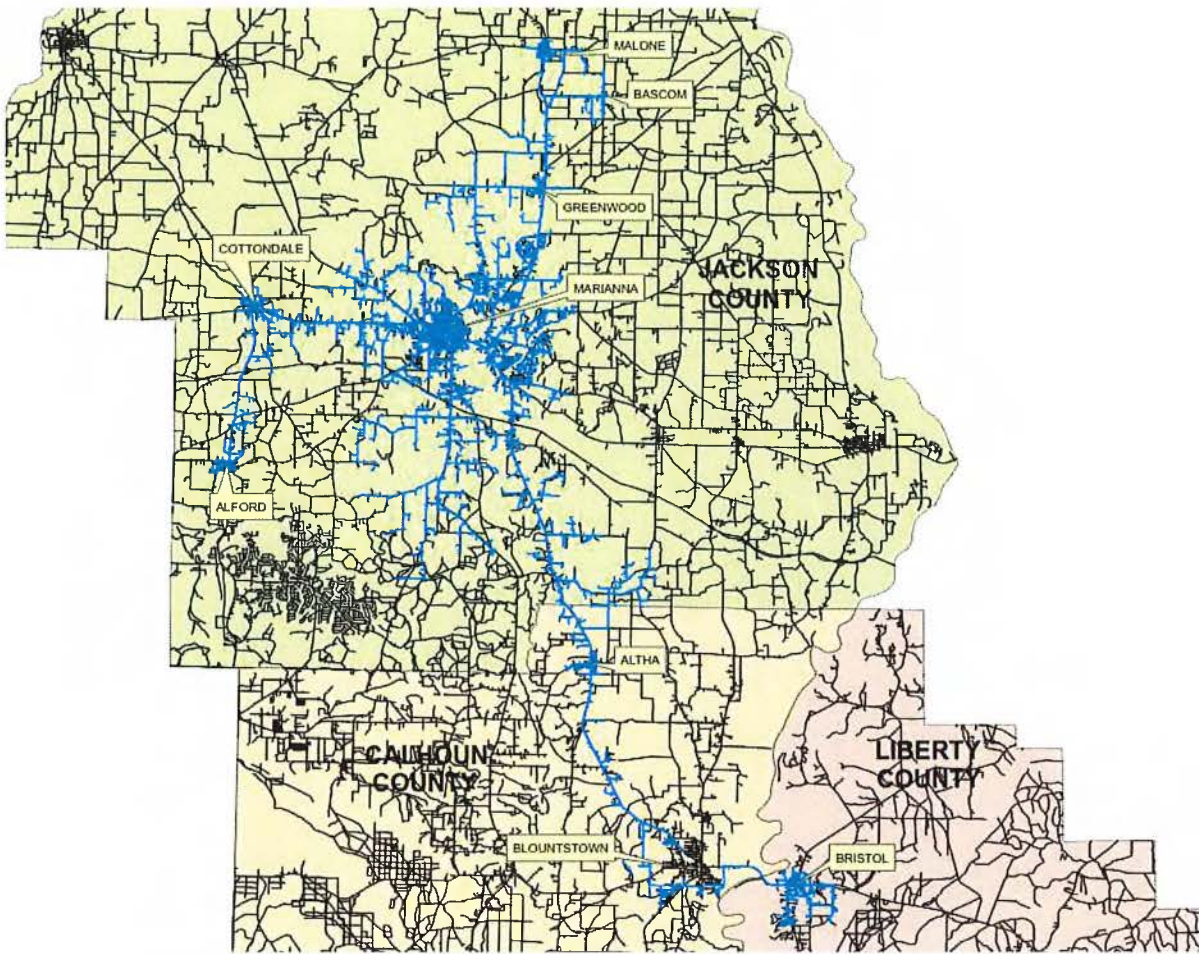 MALONE
BASCOM
GREENWOOD
COTTONDALE
JACKSON
COUNTY
MARIANNA
ALFORD
ALTHA
CALHOUN
COUNTY
LIBERTY
COUNTY
BLOUNTSTOWN
BRISTOL